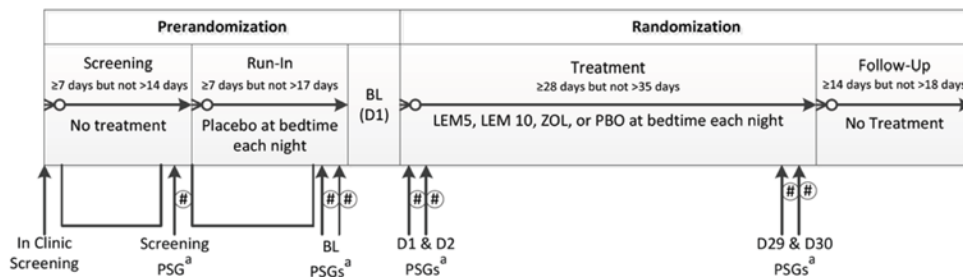 Prerandomization
Randomization
Screening
≥7 days but not >14 days
No treatment
Run-In
≥7 days but not >17 days
Placebo at bedtime
each night
BL
(D1)
Treatment
≥28 days but not >35 days
LEM5, LEM 10, ZOL, or PBO at bedtime each night
Follow-Up
≥14 days but not >18 days
No Treatment
# # # # # # #
In Clinic
Screening
Screening
PSGᵃ
BL
PSGsᵃ
D1 & D2
PSGsᵃ
D29 & D30
PSGsᵃ